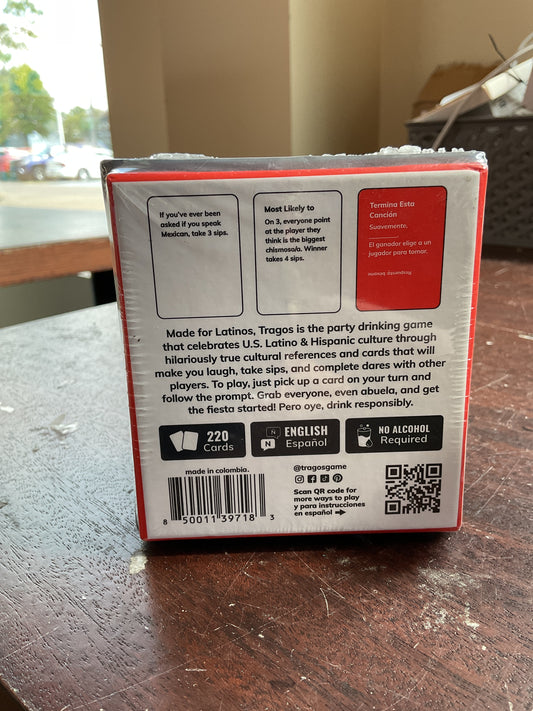 If you've ever been
asked if you speak
Mexican, take 3 sips.
Most Likely to
On 3, everyone point
at the player they
think is the biggest
chismosa/o. Winner
takes 4 sips.
Termina Esta
Canción
Suavemente,
El ganador elige a un
jugador para tomar.
Respuesta: bésame
Made for Latinos, Tragos is the party drinking game
that celebrates U.S. Latino & Hispanic culture through
hilariously true cultural references and cards that will
make you laugh, take sips, and complete dares with other
players. To play, just pick up a card on your turn and
follow the prompt. Grab everyone, even abuela, and get
the fiesta started! Pero oye, drink responsibly.
220
Cards
N
Ñ
ENGLISH
Español
NO ALCOHOL
Required
made in colombia.
8 50011 39718 3
@tragosgame
Scan QR code for
more ways to play
y para instrucciones
en español →